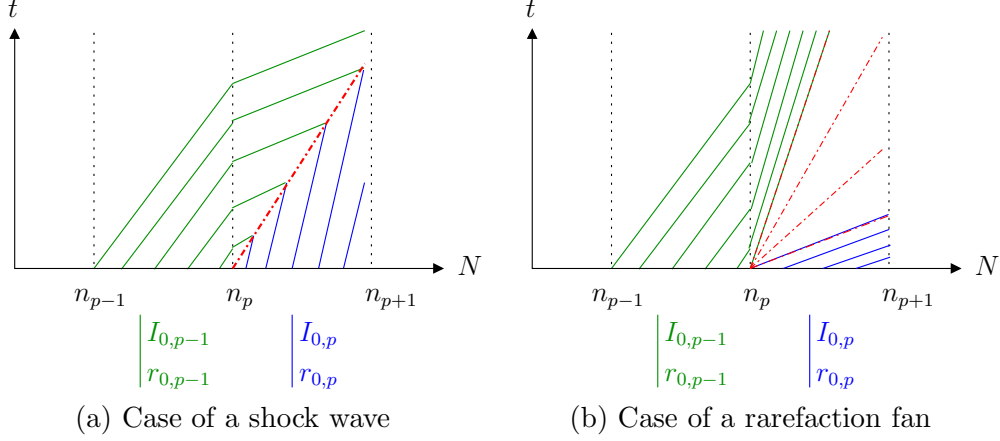 t
N
n_{p-1} n_p n_{p+1}
I_{0,p-1} I_{0,p}
r_{0,p-1} r_{0,p}
(a) Case of a shock wave
t
N
n_{p-1} n_p n_{p+1}
I_{0,p-1} I_{0,p}
r_{0,p-1} r_{0,p}
(b) Case of a rarefaction fan